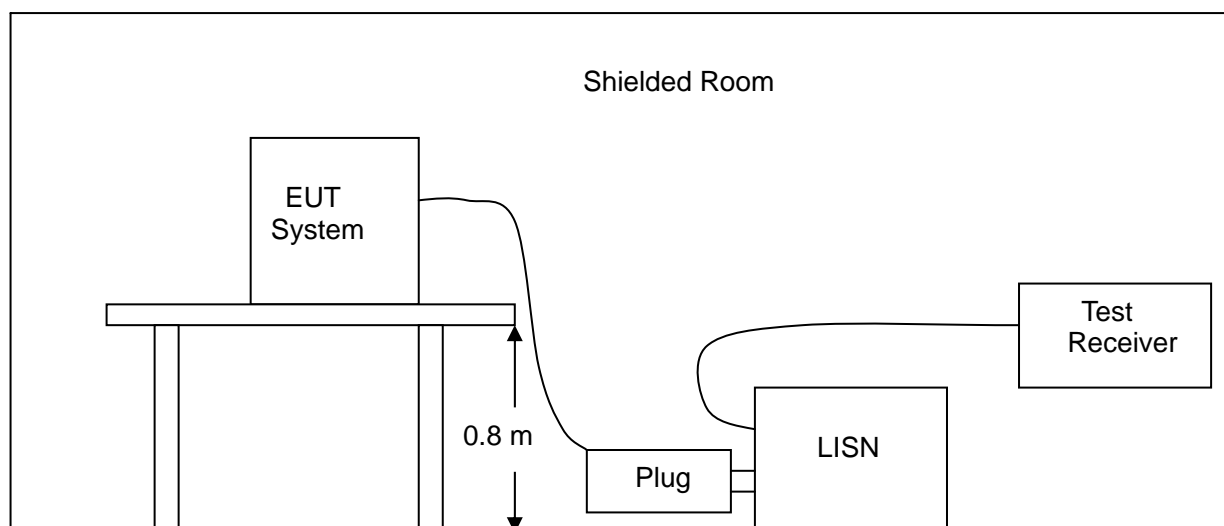 Shielded Room
EUT
System
Test
Receiver
0.8 m
LISN
Plug